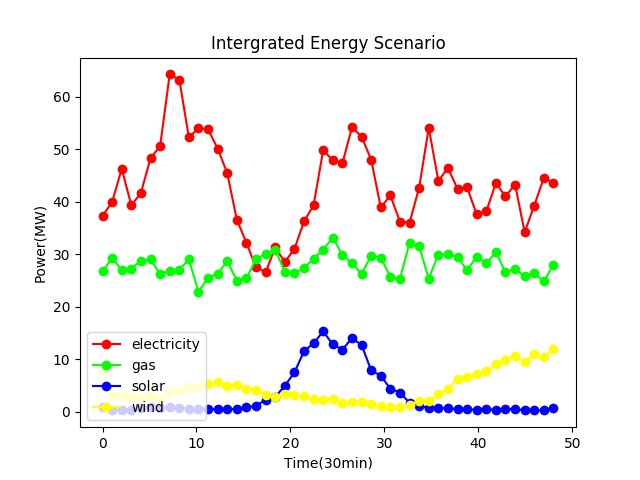 Intergrated Energy Scenario
Power(MW)
60
50
40
30
20
10
0
electricity
gas
solar
wind
0 10 20 30 40 50
Time(30min)